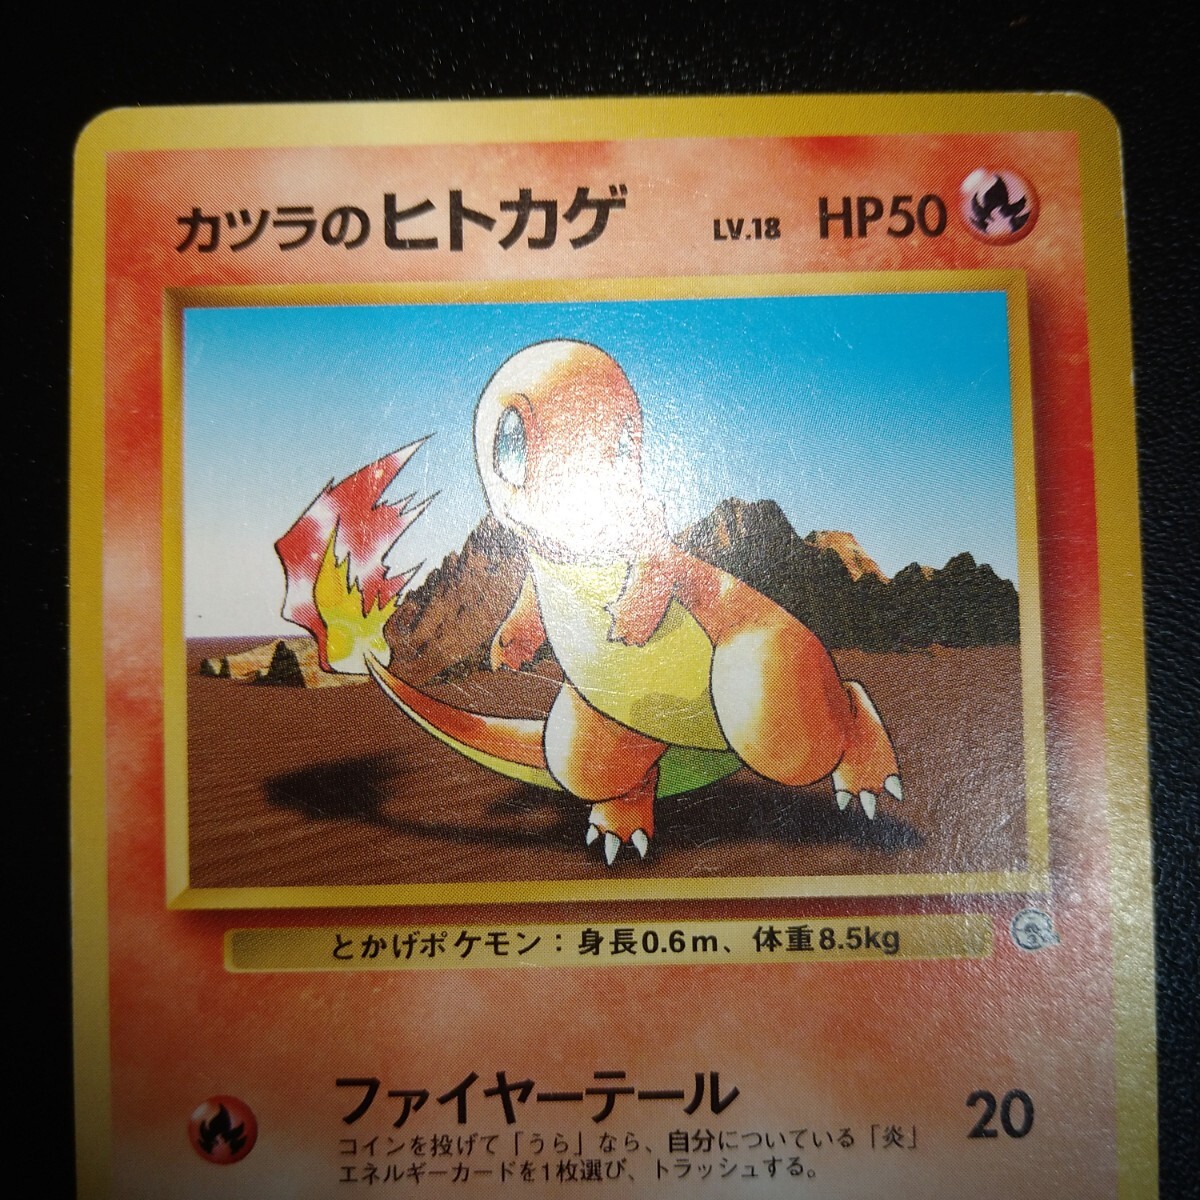 カツラのヒトカゲ LV.18 HP50
とかげポケモン：身長0.6m、体重8.5kg
ファイヤーテール 20
コインを投げて「うら」なら、自分についている「炎」
エネルギーカードを1枚選び、トラッシュする。